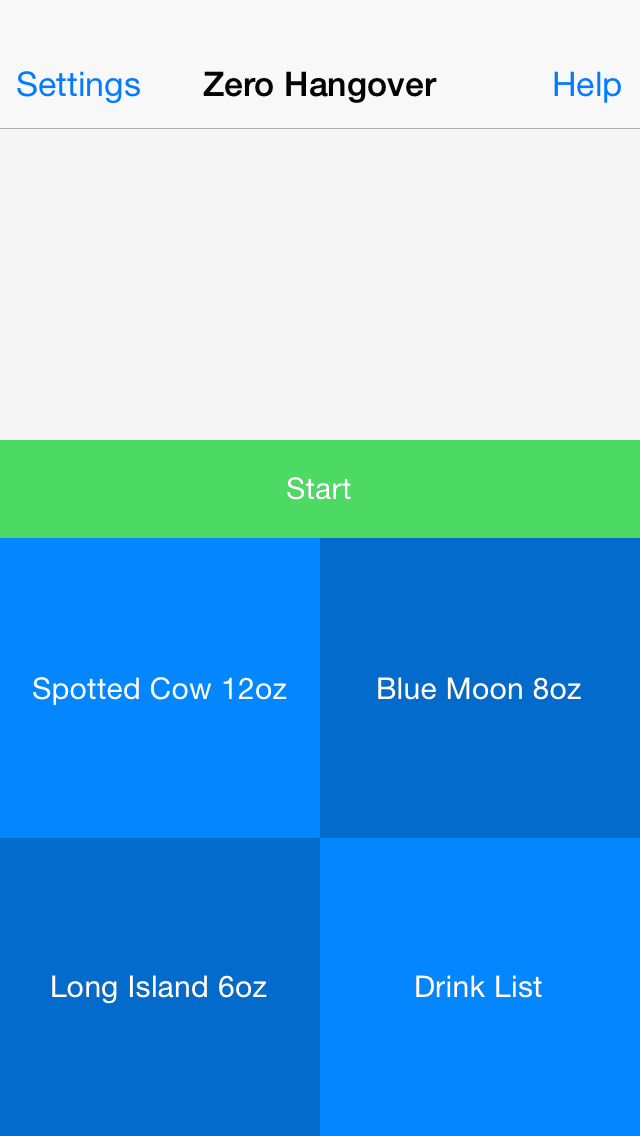 Settings Zero Hangover Help
Start
Spotted Cow 12oz Blue Moon 8oz
Long Island 6oz Drink List